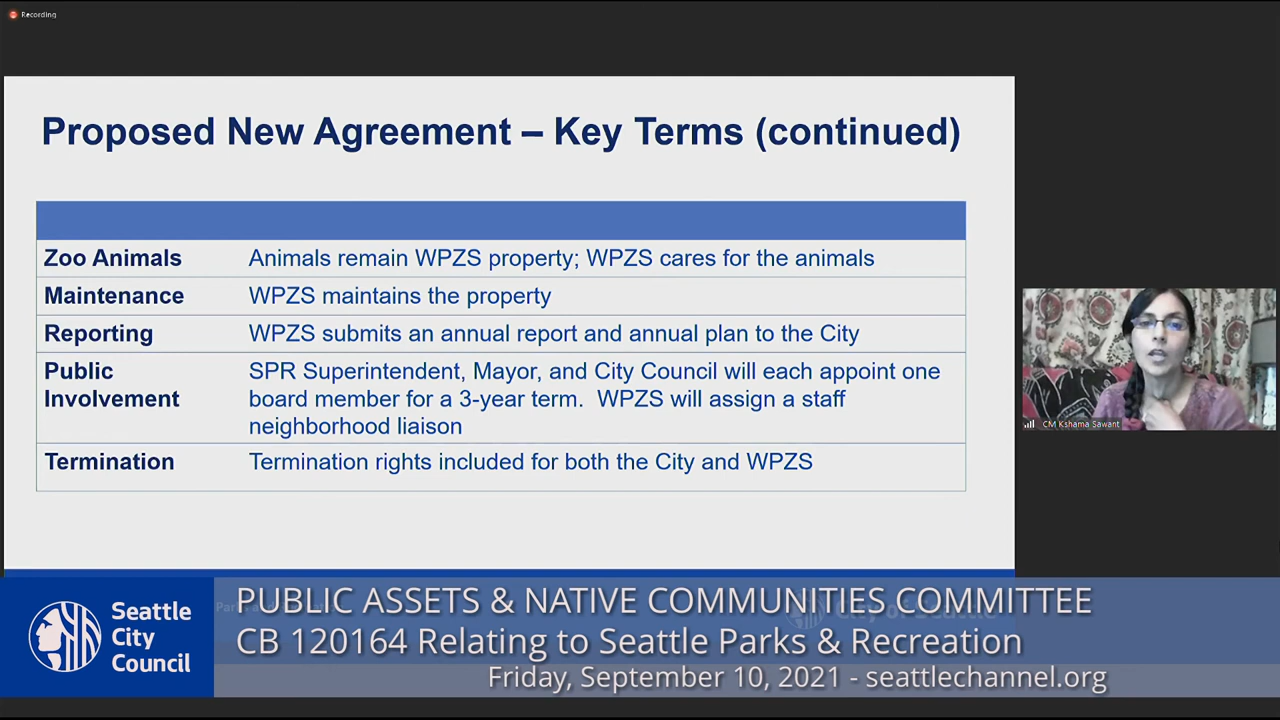 Recording
Proposed New Agreement – Key Terms (continued)
Zoo Animals Animals remain WPZS property; WPZS cares for the animals
Maintenance WPZS maintains the property
Reporting WPZS submits an annual report and annual plan to the City
Public Involvement SPR Superintendent, Mayor, and City Council will each appoint one
board member for a 3-year term. WPZS will assign a staff
neighborhood liaison
Termination Termination rights included for both the City and WPZS
CM Kshama Sawant
Seattle
City
Council
PUBLIC ASSETS & NATIVE COMMUNITIES COMMITTEE
CB 120164 Relating to Seattle Parks & Recreation
Friday, September 10, 2021 - seattlechannel.org